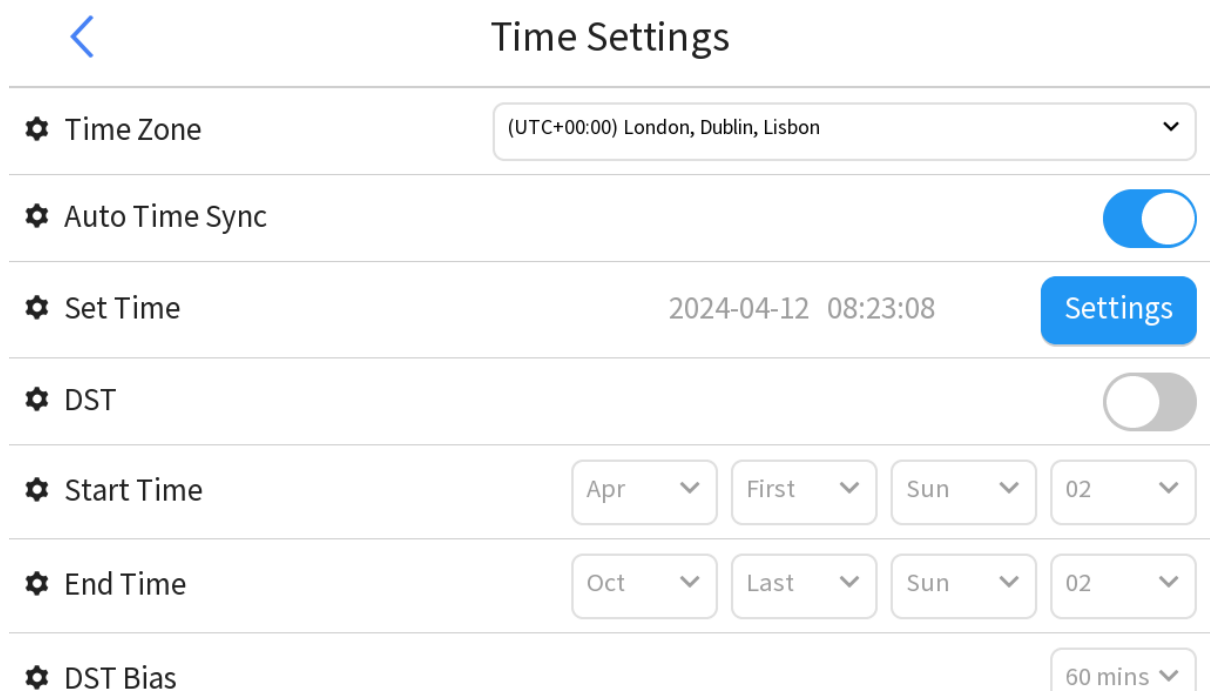 Time Settings
Time Zone (UTC+00:00) London, Dublin, Lisbon
Auto Time Sync
Set Time 2024-04-12 08:23:08 Settings
DST
Start Time Apr First Sun 02
End Time Oct Last Sun 02
DST Bias 60 mins